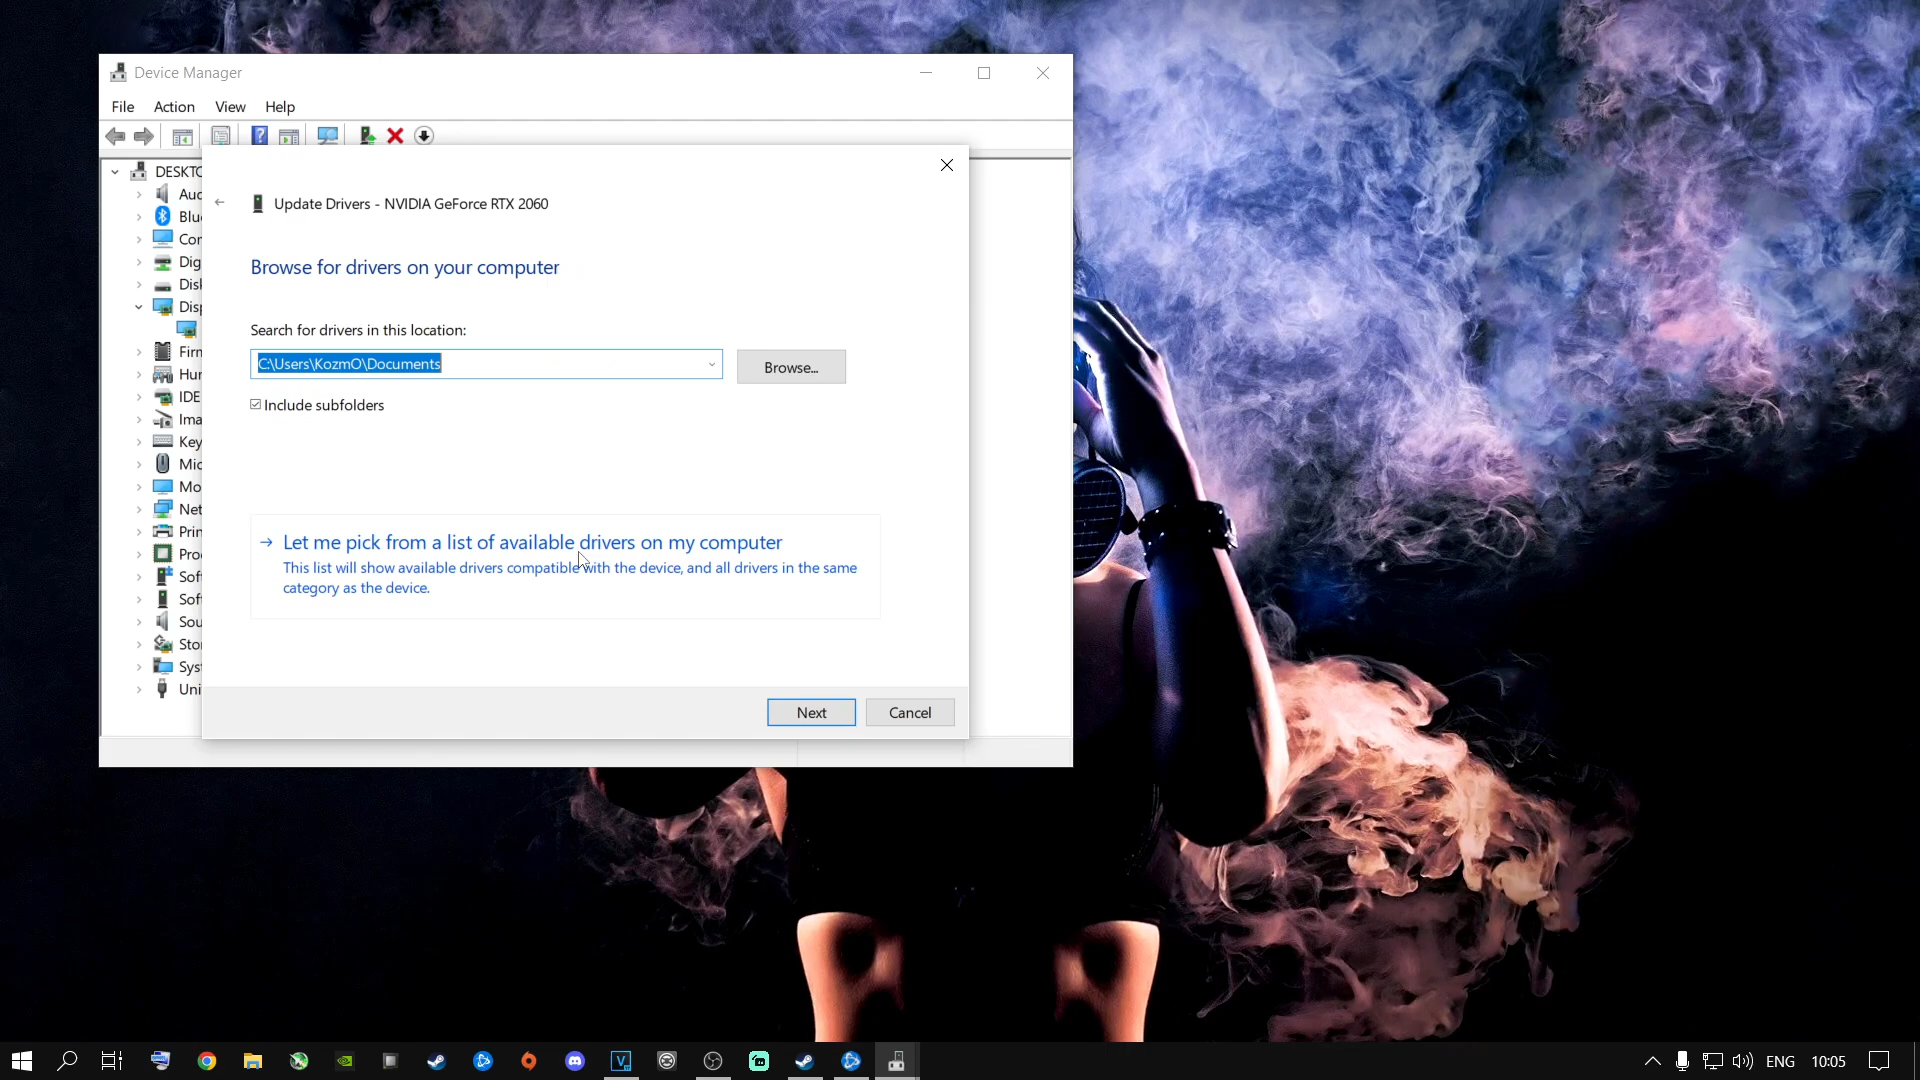 Device Manager
File Action View Help
Update Drivers - NVIDIA GeForce RTX 2060
Browse for drivers on your computer
Search for drivers in this location:
C:\Users\KozmO\Documents
Browse...
Include subfolders
Let me pick from a list of available drivers on my computer
This list will show available drivers compatible with the device, and all drivers in the same
category as the device.
Next Cancel
DESKTO
Aud
Blu
Cor
Dig
Disk
Disp
Firn
Hur
IDE
Ima
Key
Mic
Mo
Net
Prin
Pro
Sof
Sof
Sou
Sto
Syst
Uni
ENG 10:05